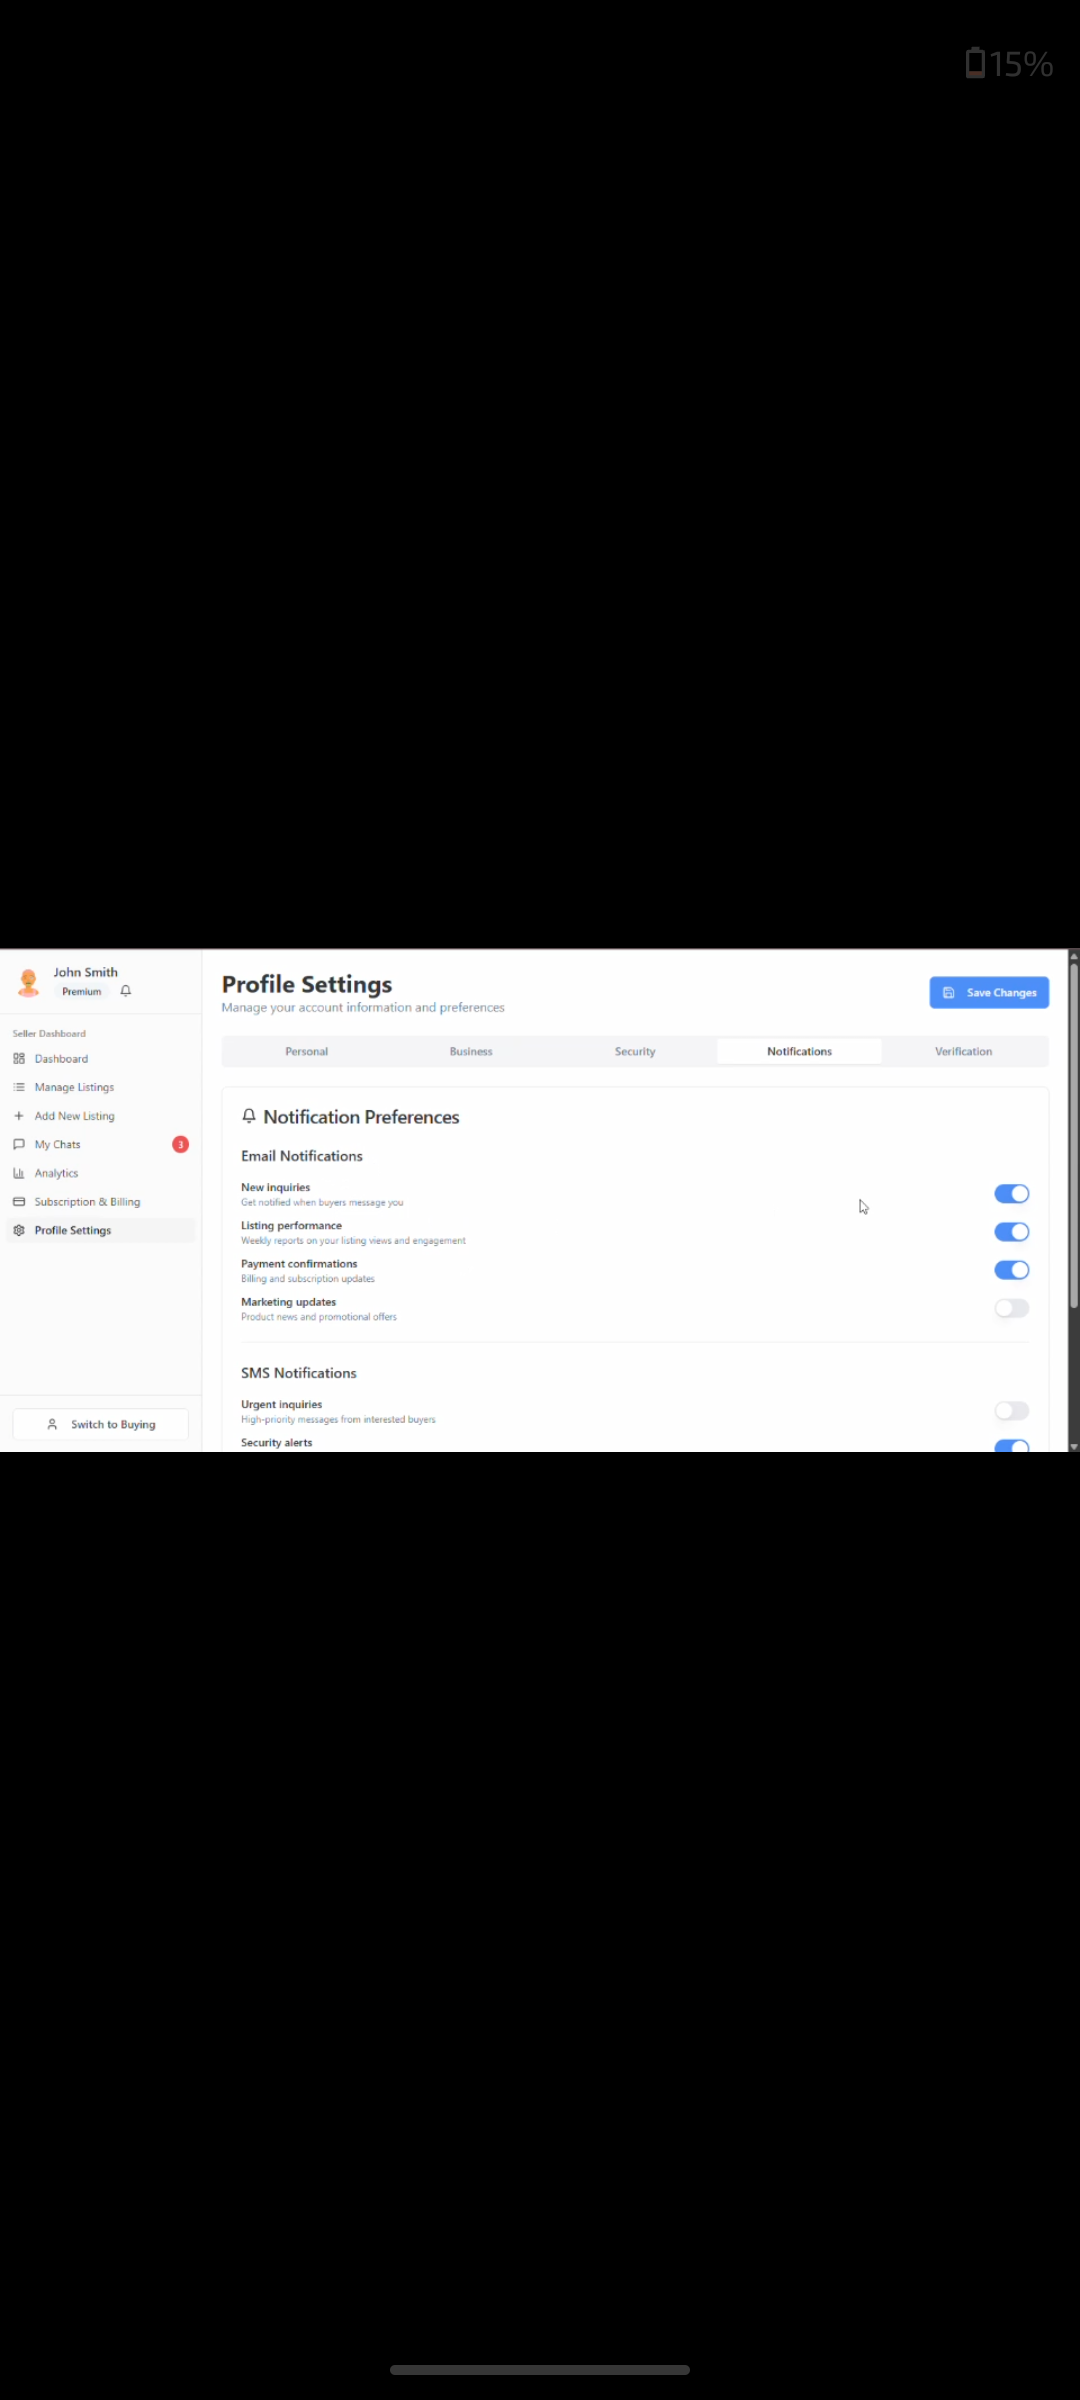 15%
John Smith
Premium
Seller Dashboard
Dashboard
Manage Listings
Add New Listing
My Chats
3
Analytics
Subscription & Billing
Profile Settings
Switch to Buying
Profile Settings
Manage your account information and preferences
Save Changes
Personal
Business
Security
Notifications
Verification
Notification Preferences
Email Notifications
New inquiries
Get notified when buyers message you
Listing performance
Weekly reports on your listing views and engagement
Payment confirmations
Billing and subscription updates
Marketing updates
Product news and promotional offers
SMS Notifications
Urgent inquiries
High-priority messages from interested buyers
Security alerts